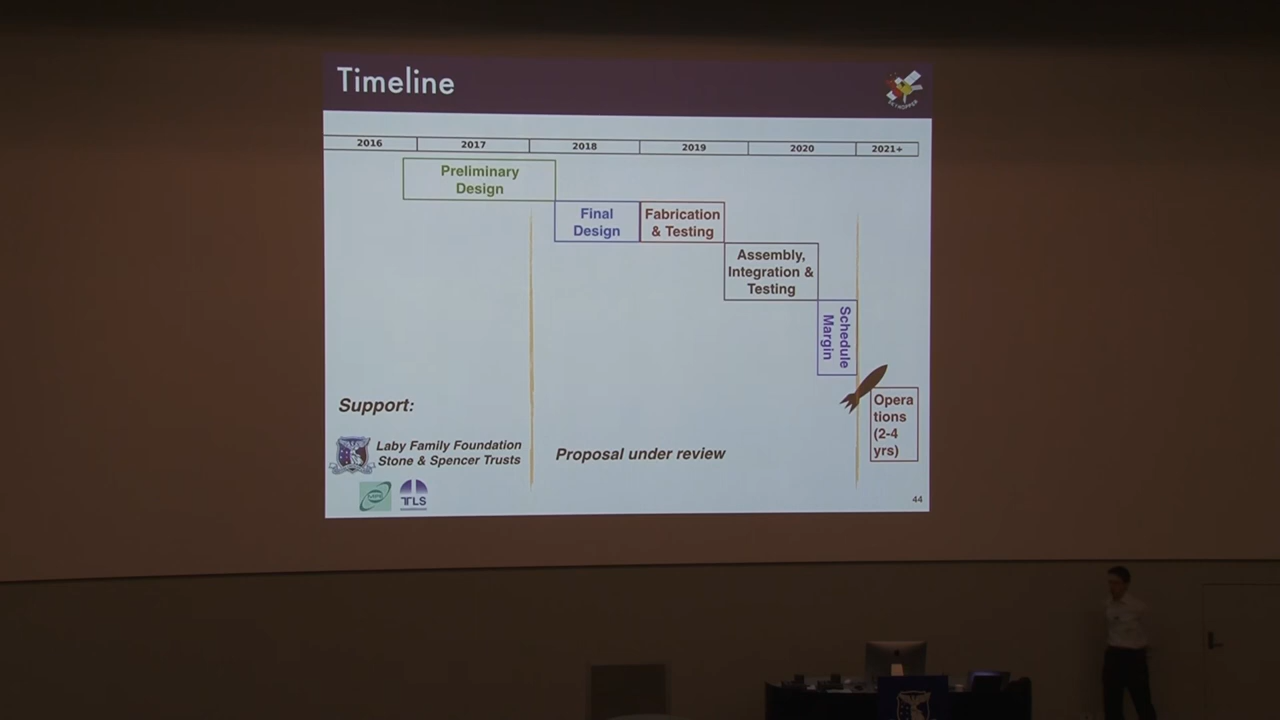 Timeline
SKYHOPPER
2016 2017 2018 2019 2020 2021+
Preliminary
Design
Final
Design
Fabrication
& Testing
Assembly,
Integration &
Testing
Schedule
Margin
Opera
tions
(2-4
yrs)
Support:
Laby Family Foundation
Stone & Spencer Trusts
Proposal under review
TLS
44